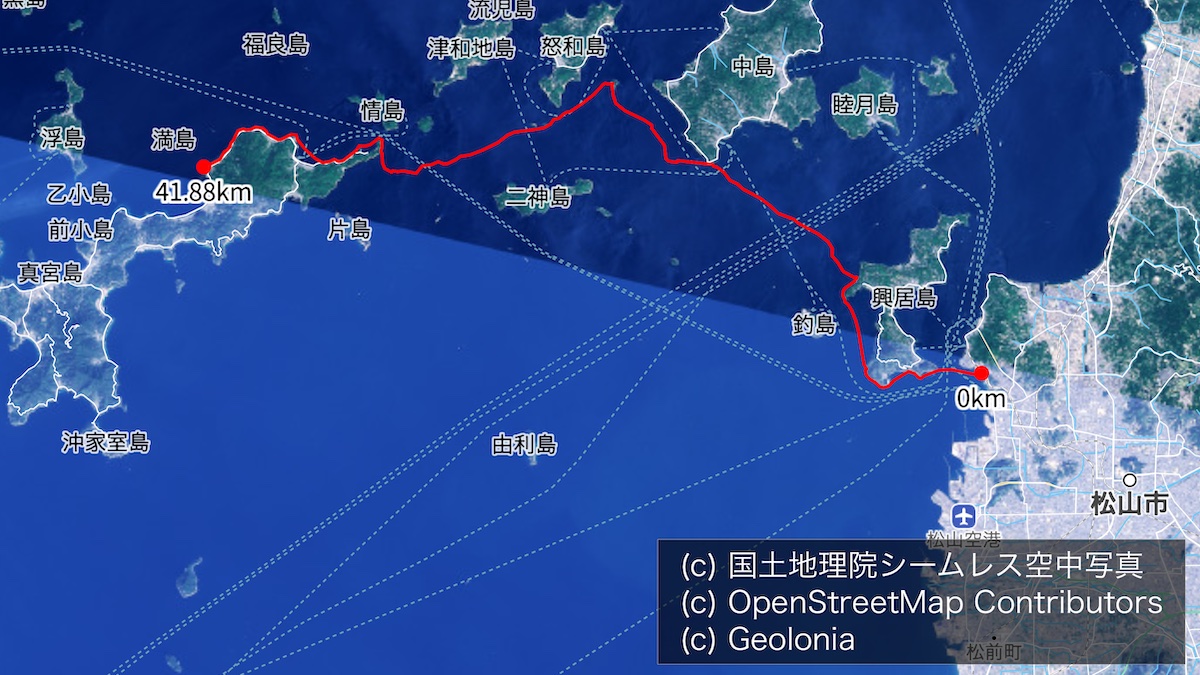 黒島
流児島
福良島
津和地島
怒和島
中島
睦月島
情島
浮島
満島
乙小島
41.88km
二神島
前小島
片島
真宮島
興居島
釣島
0km
沖家室島
由利島
松山市
松山空港
(c) 国土地理院シームレス空中写真
(c) OpenStreetMap Contributors
(c) Geolonia
松前町